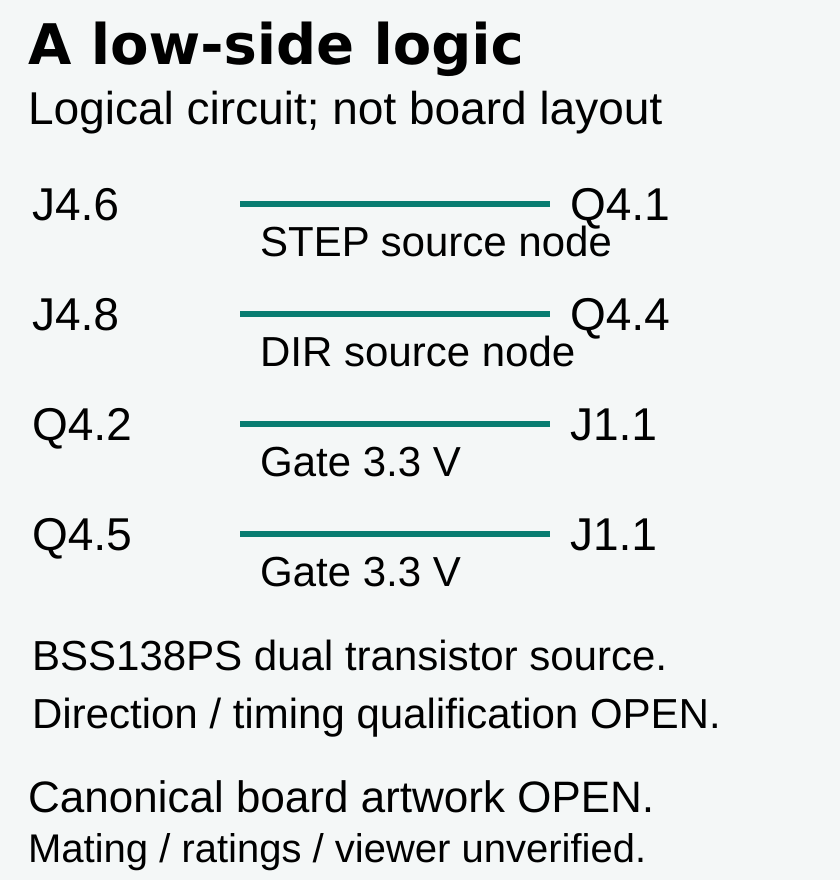 A low-side logic
Logical circuit; not board layout
J4.6 Q4.1
STEP source node
J4.8 Q4.4
DIR source node
Q4.2 J1.1
Gate 3.3 V
Q4.5 J1.1
Gate 3.3 V
BSS138PS dual transistor source.
Direction / timing qualification OPEN.
Canonical board artwork OPEN.
Mating / ratings / viewer unverified.